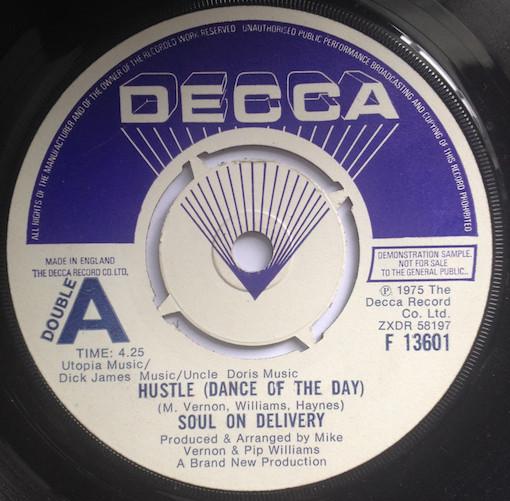 ALL RIGHTS OF THE MANUFACTURER AND OF THE OWNER OF THE RECORDED WORK RESERVED UNAUTHORISED PUBLIC PERFORMANCE BROADCASTING AND COPYING OF THIS RECORD PROHIBITED
DECCA
MADE IN ENGLAND
THE DECCA RECORD CO. LTD.
DEMONSTRATION SAMPLE.
NOT FOR SALE
TO THE GENERAL PUBLIC..
DOUBLE A
℗ 1975 The
Decca Record
Co. Ltd.
ZXDR 58197
F 13601
TIME: 4.25
Utopia Music/
Dick James Music/Uncle Doris Music
HUSTLE (DANCE OF THE DAY)
(M. Vernon, Williams, Haynes)
SOUL ON DELIVERY
Produced & Arranged by Mike
Vernon & Pip Williams
A Brand New Production